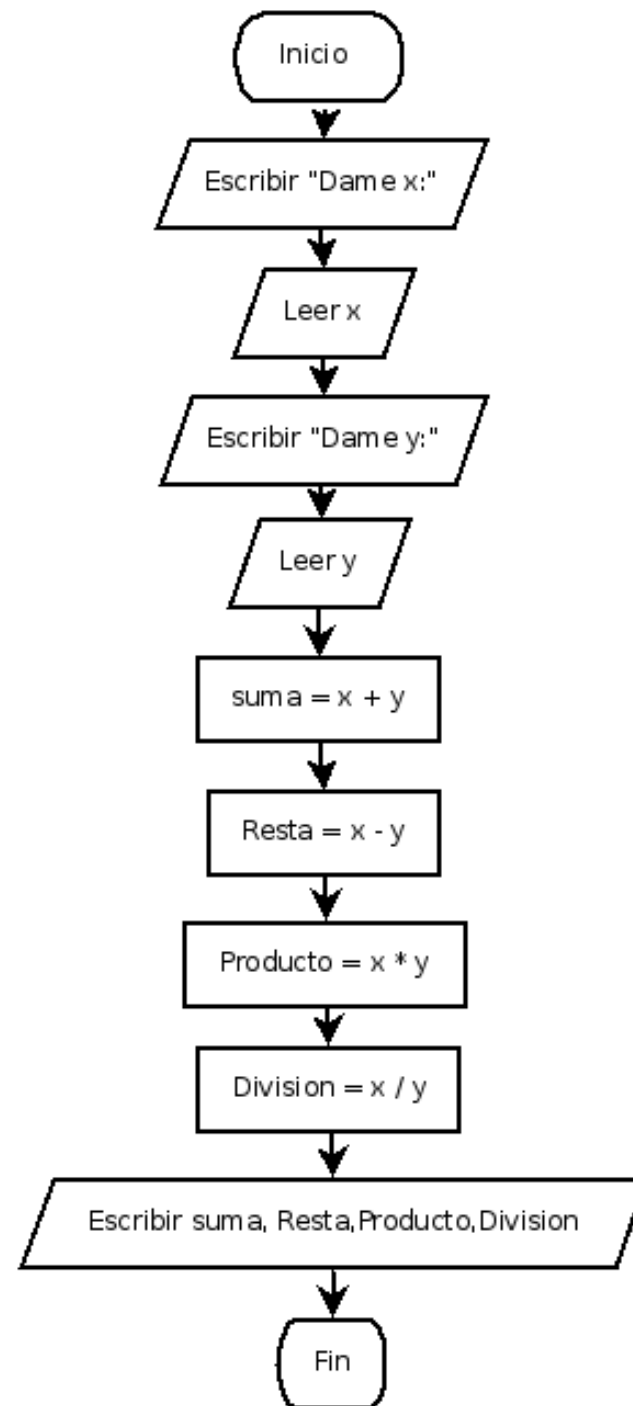 Inicio
Escribir "Dame x:"
Leer x
Escribir "Dame y:"
Leer y
suma = x + y
Resta = x - y
Producto = x * y
Division = x / y
Escribir suma, Resta,Producto,Division
Fin